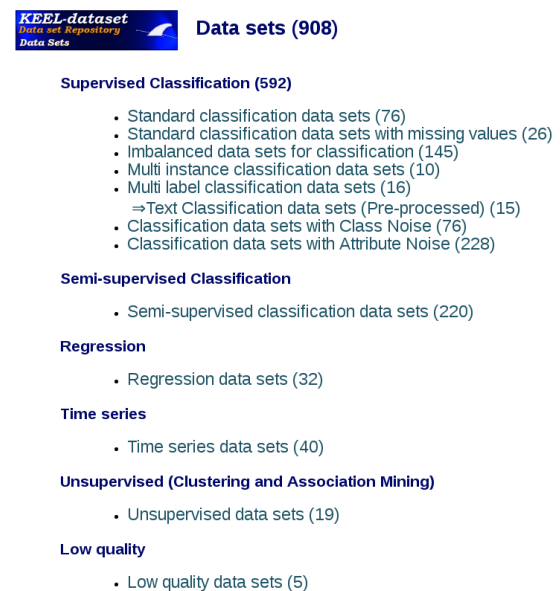 KEEL-dataset
Data set Repository
Data Sets
Data sets (908)
Supervised Classification (592)
• Standard classification data sets (76)
• Standard classification data sets with missing values (26)
• Imbalanced data sets for classification (145)
• Multi instance classification data sets (10)
• Multi label classification data sets (16)
⇒Text Classification data sets (Pre-processed) (15)
• Classification data sets with Class Noise (76)
• Classification data sets with Attribute Noise (228)
Semi-supervised Classification
• Semi-supervised classification data sets (220)
Regression
• Regression data sets (32)
Time series
• Time series data sets (40)
Unsupervised (Clustering and Association Mining)
• Unsupervised data sets (19)
Low quality
• Low quality data sets (5)